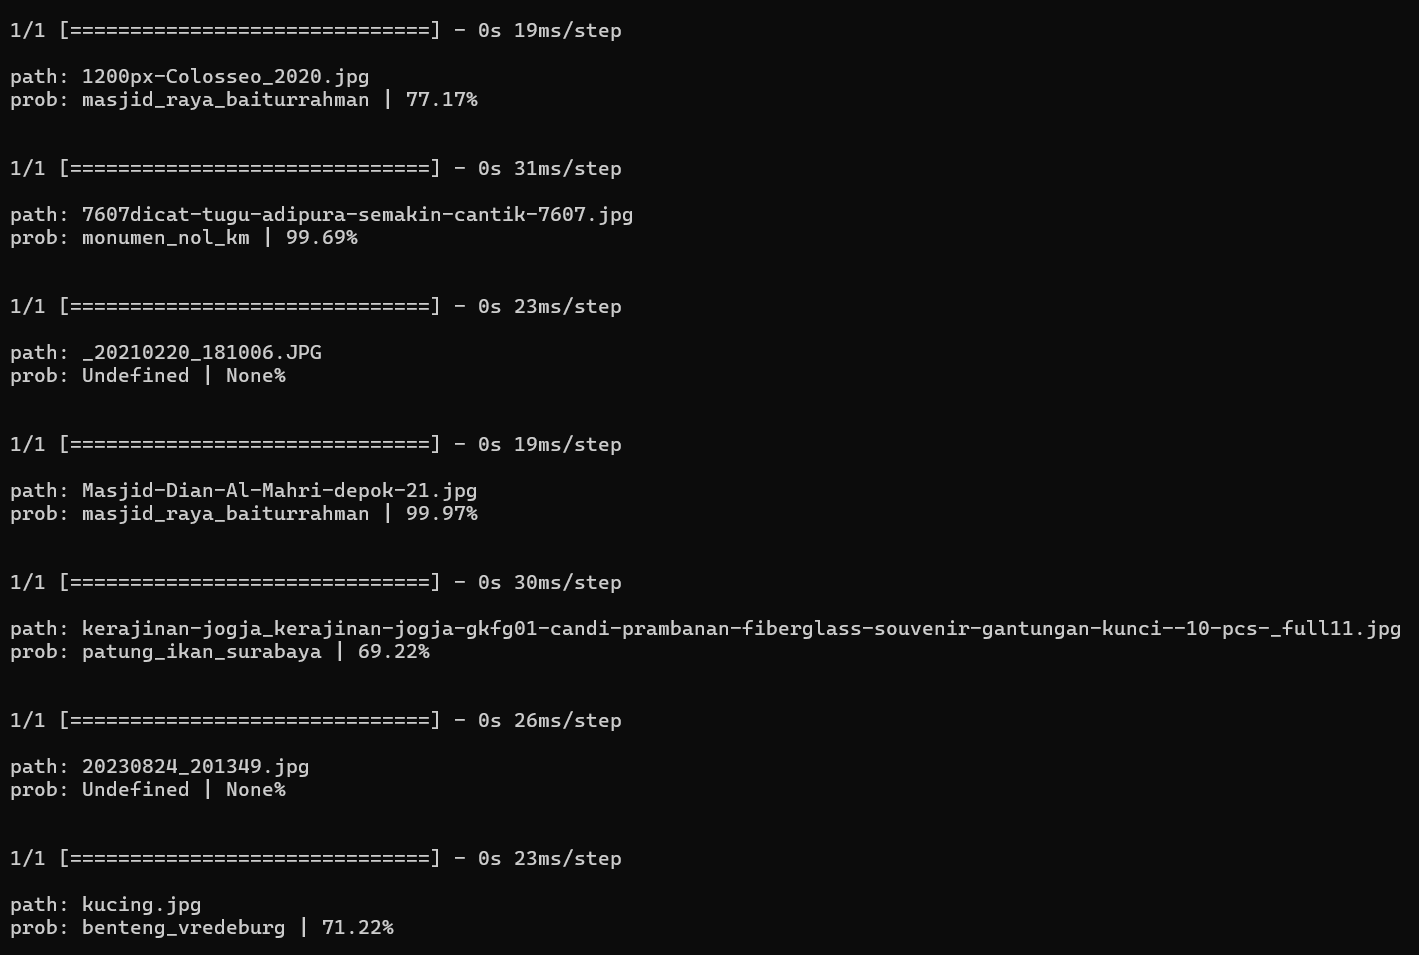 1/1 [==============================] - 0s 19ms/step
path: 1200px-Colosseo_2020.jpg
prob: masjid_raya_baiturrahman | 77.17%
1/1 [==============================] - 0s 31ms/step
path: 7607dicat-tugu-adipura-semakin-cantik-7607.jpg
prob: monumen_nol_km | 99.69%
1/1 [==============================] - 0s 23ms/step
path: _20210220_181006.JPG
prob: Undefined | None%
1/1 [==============================] - 0s 19ms/step
path: Masjid-Dian-Al-Mahri-depok-21.jpg
prob: masjid_raya_baiturrahman | 99.97%
1/1 [==============================] - 0s 30ms/step
path: kerajinan-jogja_kerajinan-jogja-gkfg01-candi-prambanan-fiberglass-souvenir-gantungan-kunci--10-pcs-_full11.jpg
prob: patung_ikan_surabaya | 69.22%
1/1 [==============================] - 0s 26ms/step
path: 20230824_201349.jpg
prob: Undefined | None%
1/1 [==============================] - 0s 23ms/step
path: kucing.jpg
prob: benteng_vredeburg | 71.22%